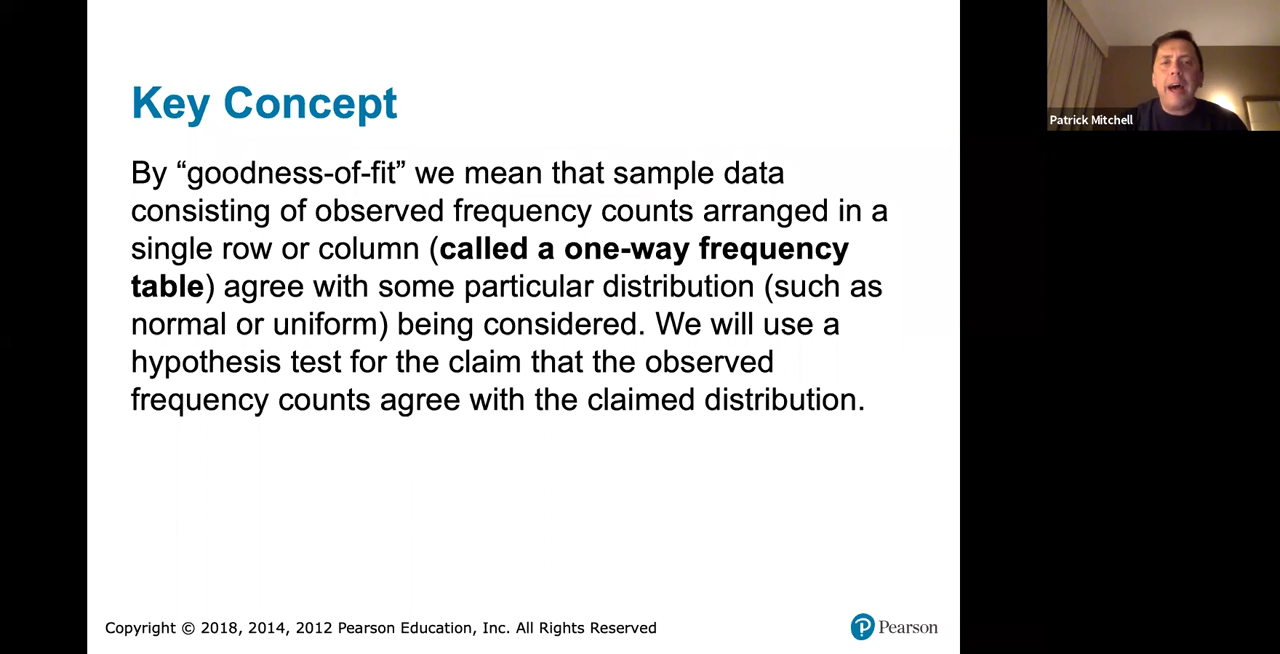 Key Concept
By “goodness-of-fit” we mean that sample data
consisting of observed frequency counts arranged in a
single row or column (called a one-way frequency
table) agree with some particular distribution (such as
normal or uniform) being considered. We will use a
hypothesis test for the claim that the observed
frequency counts agree with the claimed distribution.
Copyright © 2018, 2014, 2012 Pearson Education, Inc. All Rights Reserved
P Pearson
Patrick Mitchell